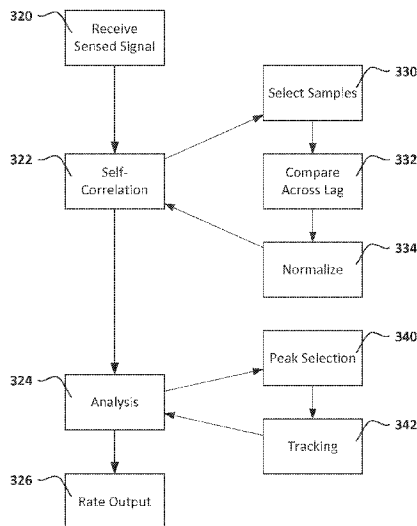 320
Receive
Sensed Signal
330
Select Samples
322
Self-
Correlation
332
Compare
Across Lag
334
Normalize
340
Peak Selection
324
Analysis
342
Tracking
326
Rate Output